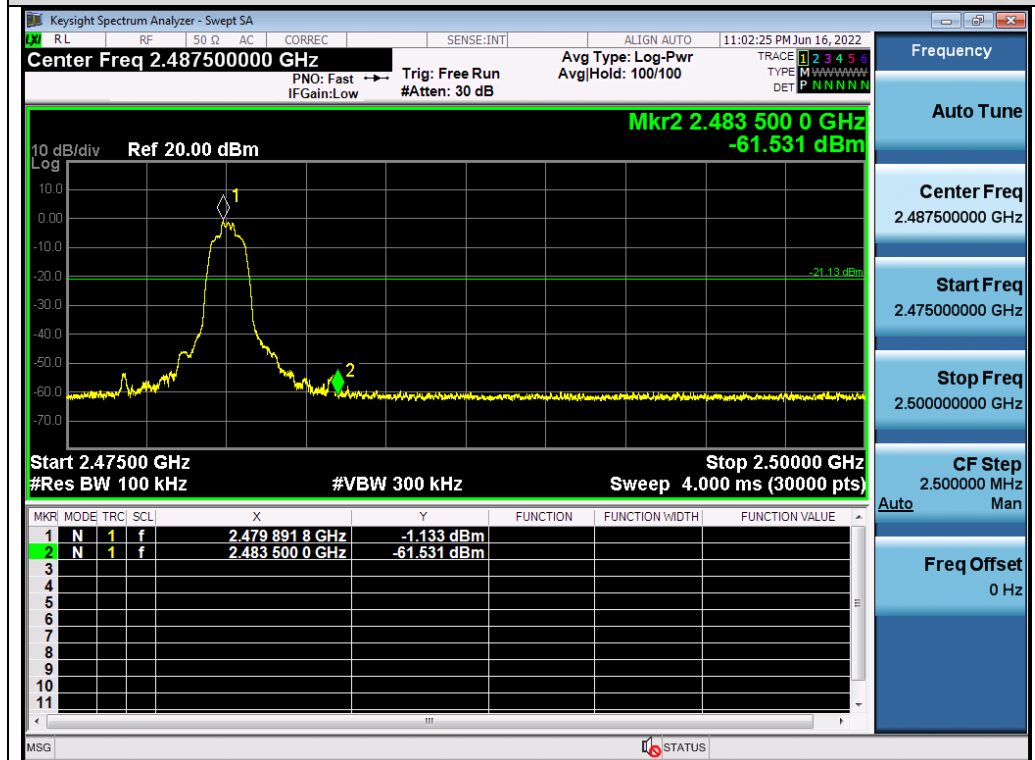 Keysight Spectrum Analyzer - Swept SA
LXI RL RF 50 Ω AC CORREC SENSE:INT ALIGN AUTO 11:02:25 PM Jun 16, 2022
Center Freq 2.487500000 GHz
PNO: Fast
IFGain:Low
Trig: Free Run
#Atten: 30 dB
Avg Type: Log-Pwr
Avg|Hold: 100/100
TRACE 1 2 3 4 5 6
TYPE M WWWWW
DET P N N N N N
Mkr2 2.483 500 0 GHz
-61.531 dBm
10 dB/div Ref 20.00 dBm
Log
10.0
0.00
-10.0
-20.0
-30.0
-40.0
-50.0
-60.0
-70.0
1
-21.13 dBm
2
Start 2.47500 GHz Stop 2.50000 GHz
#Res BW 100 kHz #VBW 300 kHz Sweep 4.000 ms (30000 pts)
MKR MODE TRC SCL X Y FUNCTION FUNCTION WIDTH FUNCTION VALUE
1 N 1 f 2.479 891 8 GHz -1.133 dBm
2 N 1 f 2.483 500 0 GHz -61.531 dBm
3
4
5
6
7
8
9
10
11
MSG STATUS
Frequency
Auto Tune
Center Freq
2.487500000 GHz
Start Freq
2.475000000 GHz
Stop Freq
2.500000000 GHz
CF Step
2.500000 MHz
Auto Man
Freq Offset
0 Hz